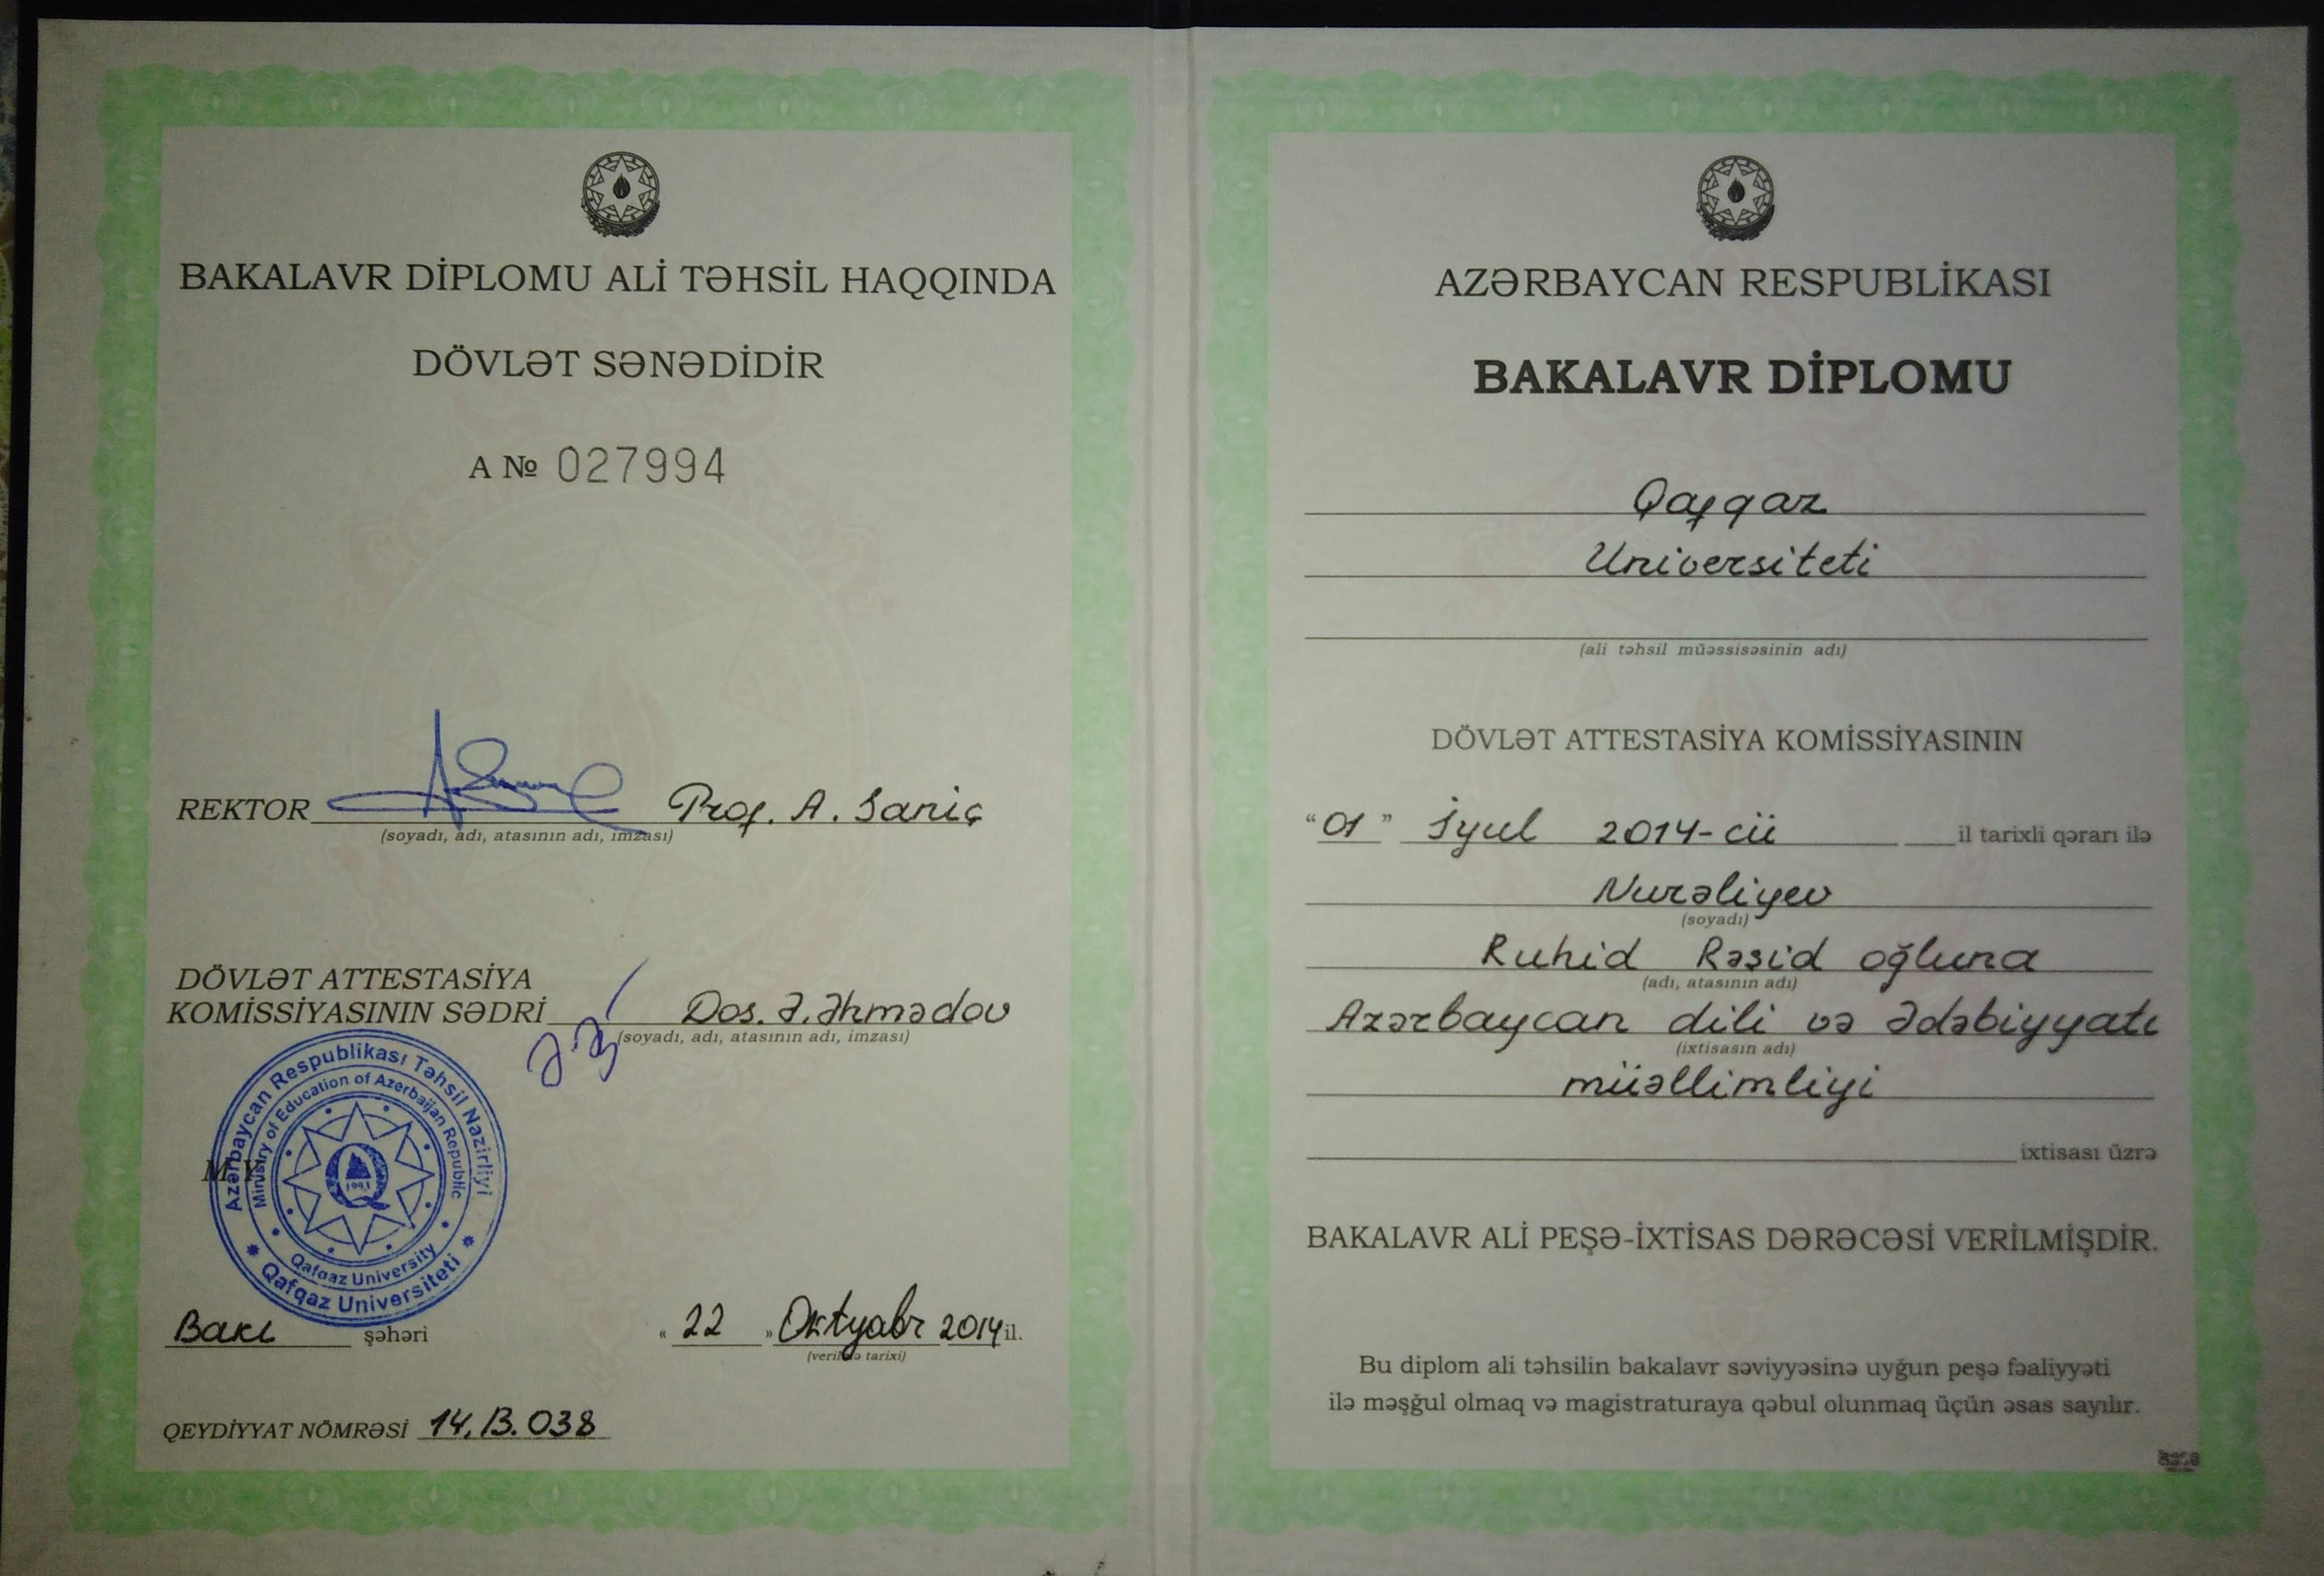 BAKALAVR DİPLOMU ALİ TƏHSİL HAQQINDA
DÖVLƏT SƏNƏDİDİR
A № 027994
REKTOR Prof. A. Saniç
(soyadı, adı, atasının adı, imzası)
DÖVLƏT ATTESTASİYA
KOMİSSİYASININ SƏDRİ Dos. Ə. Əhmədov
(soyadı, adı, atasının adı, imzası)
Azərbaycan Respublikası Təhsil Nazirliyi
Ministry of Education of Azerbaijan Republic
M.Y.
Q
1993
Qafqaz University
Qafqaz Universiteti
Bakı şəhəri
« 22 » Oktyabr 2014 il.
(verilmə tarixi)
QEYDİYYAT NÖMRƏSİ 14.B.038
AZƏRBAYCAN RESPUBLİKASI
BAKALAVR DİPLOMU
Qafqaz
Universiteti
(ali təhsil müəssisəsinin adı)
DÖVLƏT ATTESTASİYA KOMİSSİYASININ
“01” İyul 2014-cü il tarixli qərarı ilə
Nurəliyev
(soyadı)
Ruhid Rəşid oğluna
(adı, atasının adı)
Azərbaycan dili və Ədəbiyyatı
(ixtisasın adı)
müəllimliyi
ixtisası üzrə
BAKALAVR ALİ PEŞƏ-İXTİSAS DƏRƏCƏSİ VERİLMİŞDİR.
Bu diplom ali təhsilin bakalavr səviyyəsinə uyğun peşə fəaliyyəti
ilə məşğul olmaq və magistraturaya qəbul olunmaq üçün əsas sayılır.